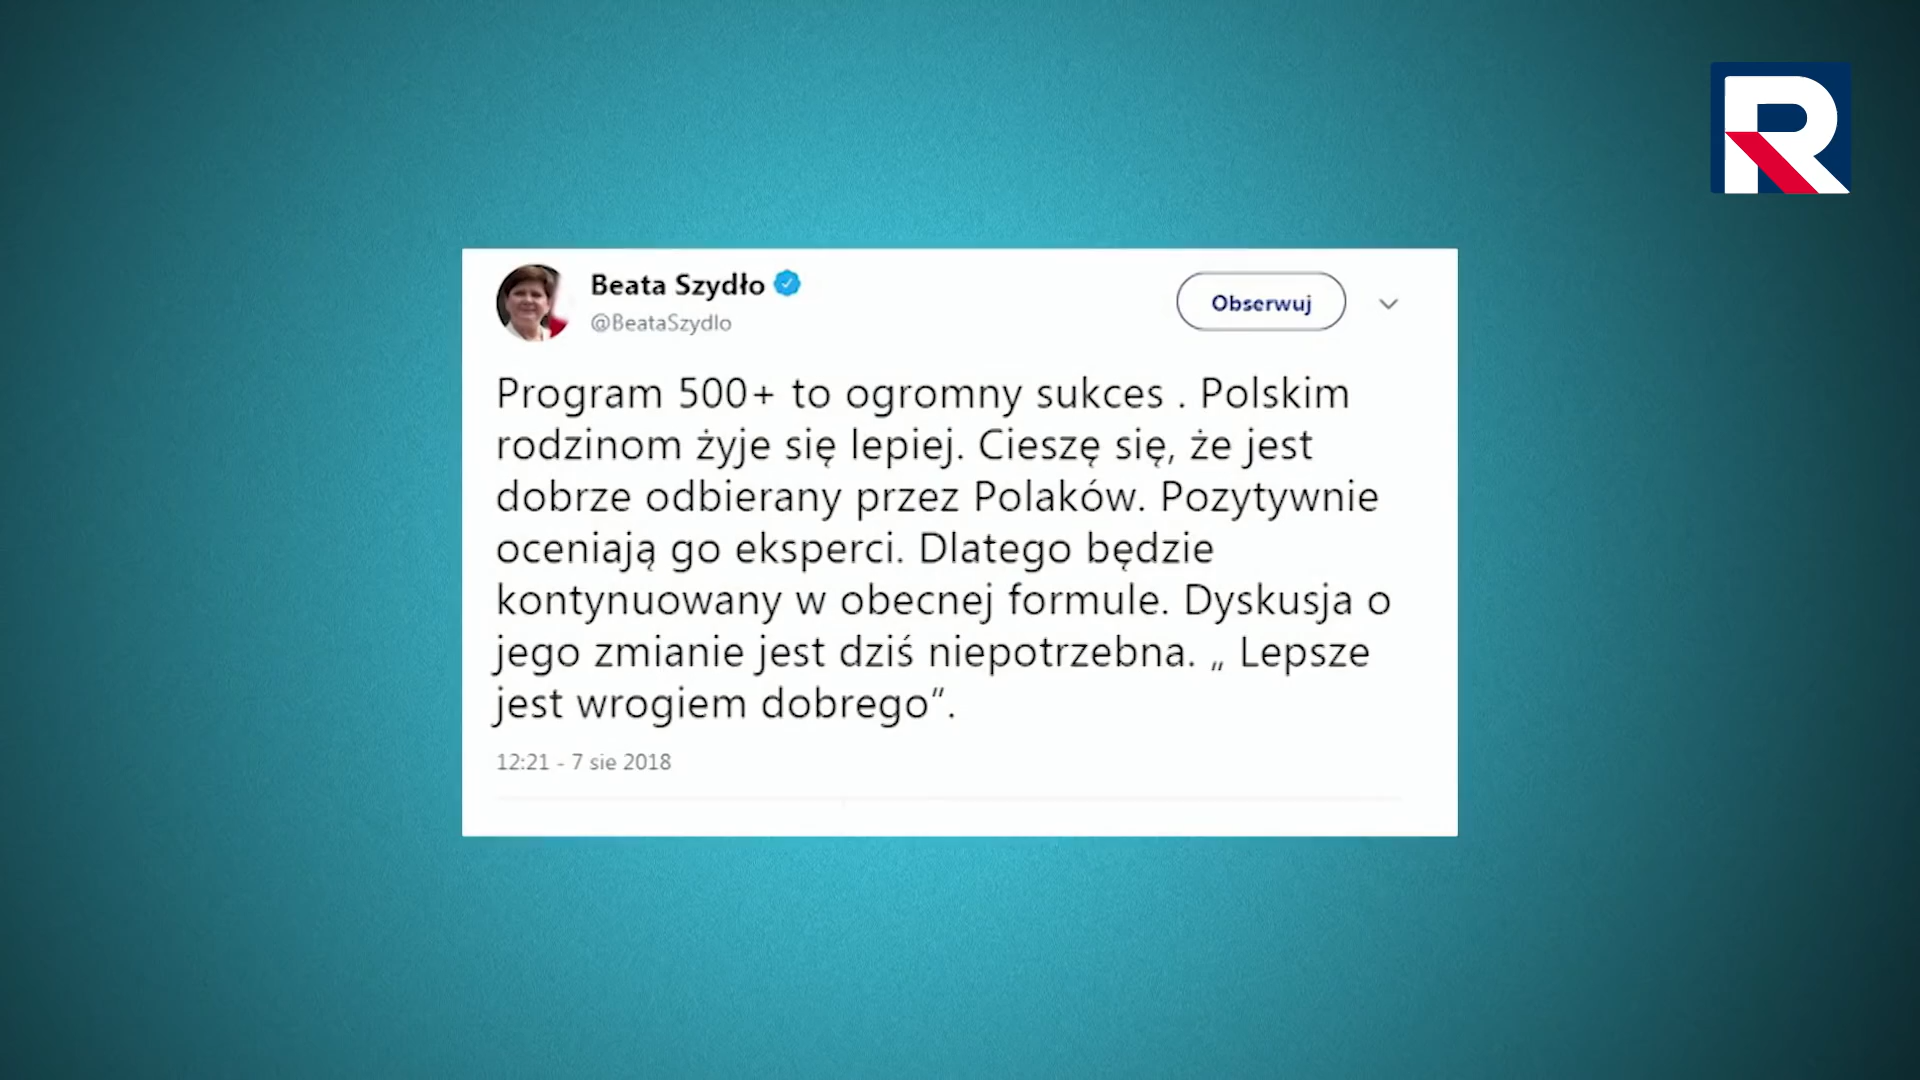 R
Beata Szydło
@BeataSzydlo
Obserwuj
Program 500+ to ogromny sukces . Polskim
rodzinom żyje się lepiej. Cieszę się, że jest
dobrze odbierany przez Polaków. Pozytywnie
oceniają go eksperci. Dlatego będzie
kontynuowany w obecnej formule. Dyskusja o
jego zmianie jest dziś niepotrzebna. „ Lepsze
jest wrogiem dobrego”.
12:21 - 7 sie 2018